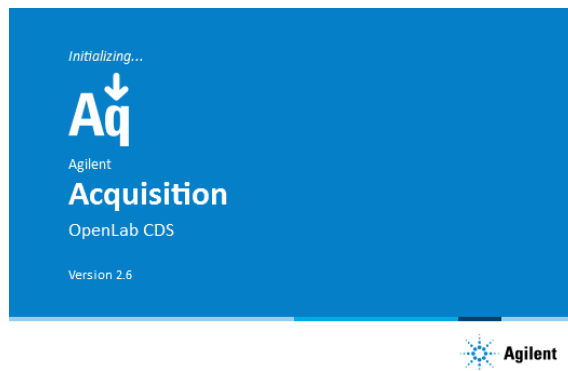 Initializing...
Aq
Agilent
Acquisition
OpenLab CDS
Version 2.6
Agilent